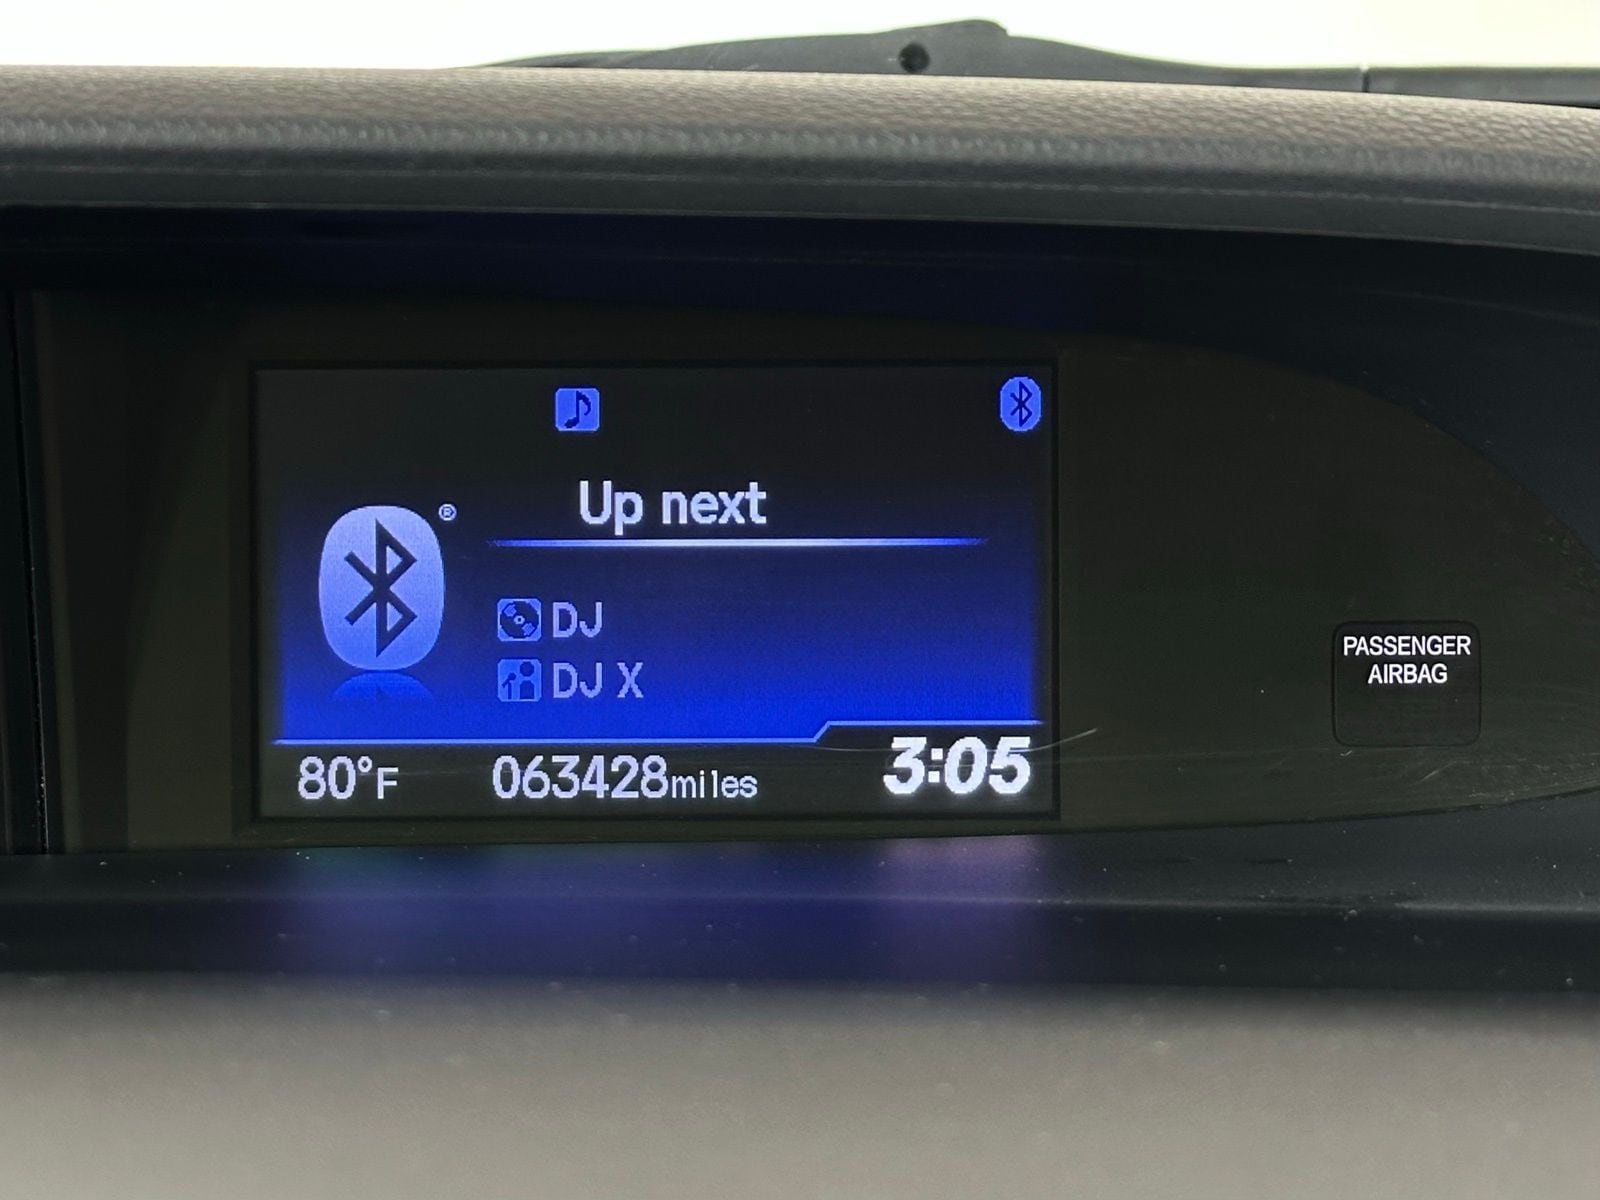 Up next
®
DJ
DJ X
80°F
063428miles
3:05
PASSENGER
AIRBAG